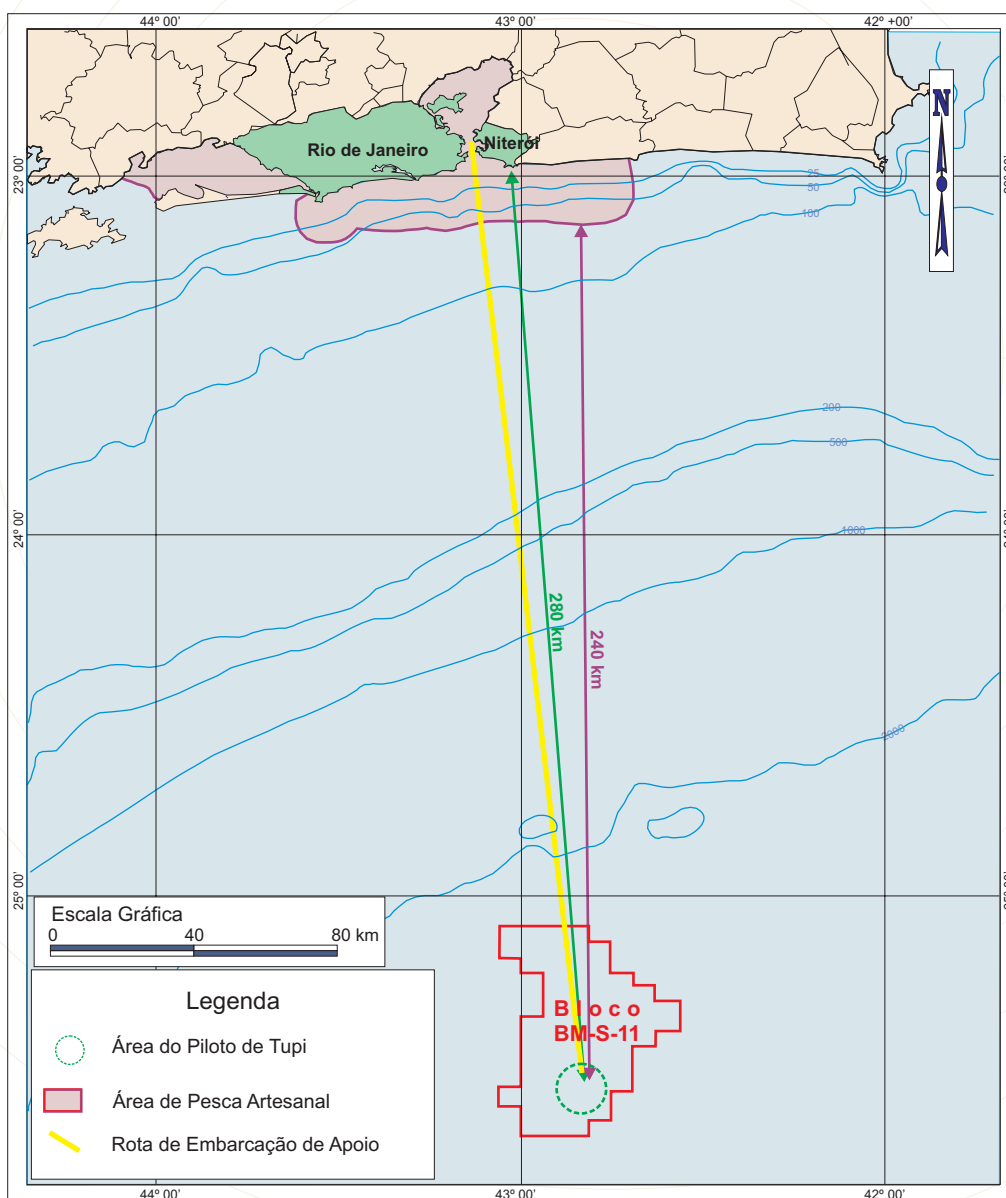 44º 00’
43º 00’
42º +00’
N
Niterói
Rio de Janeiro
23º 00’
25
50
100
200
500
24º 00’
1000
280 km
240 km
2000
25º 00’
Escala Gráfica
0 40 80 km
Bloco
BM-S-11
Legenda
Área do Piloto de Tupi
Área de Pesca Artesanal
Rota de Embarcação de Apoio
44º 00’
43º 00’
42º 00’